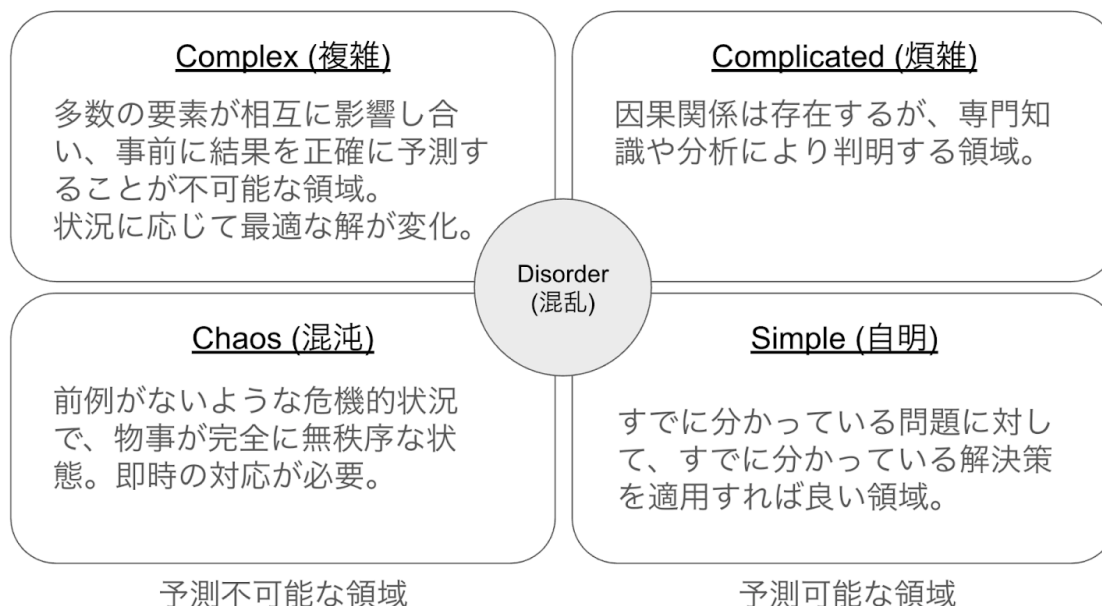 Complex (複雑)
多数の要素が相互に影響し合
い、事前に結果を正確に予測す
ることが不可能な領域。
状況に応じて最適な解が変化。
Complicated (煩雑)
因果関係は存在するが、専門知
識や分析により判明する領域。
Disorder
(混乱)
Chaos (混沌)
前例がないような危機的状況
で、物事が完全に無秩序な状
態。即時の対応が必要。
Simple (自明)
すでに分かっている問題に対し
て、すでに分かっている解決策
を適用すれば良い領域。
予測不可能な領域
予測可能な領域